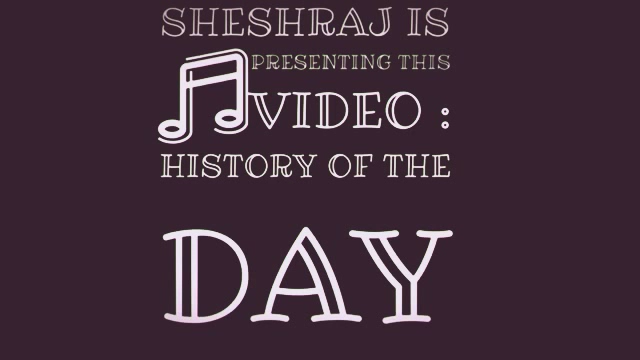 SHESHRAJ IS
PRESENTING THIS
VIDEO :
HISTORY OF THE
DAY